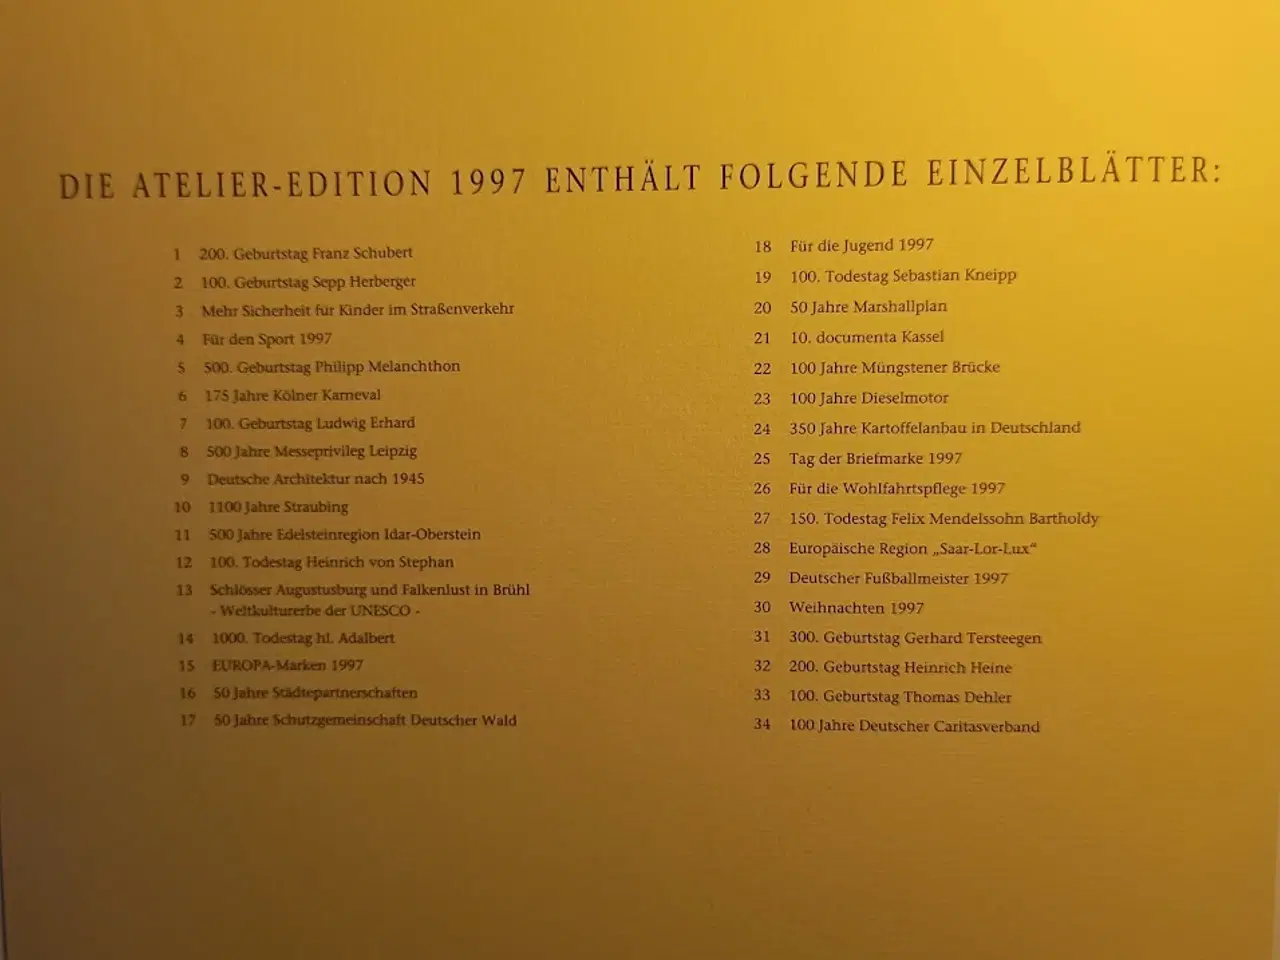 DIE ATELIER-EDITION 1997 ENTHÄLT FOLGENDE EINZELBLÄTTER:
1 200. Geburtstag Franz Schubert
2 100. Geburtstag Sepp Herberger
3 Mehr Sicherheit für Kinder im Straßenverkehr
4 Für den Sport 1997
5 500. Geburtstag Philipp Melanchthon
6 175 Jahre Kölner Karneval
7 100. Geburtstag Ludwig Erhard
8 500 Jahre Messeprivileg Leipzig
9 Deutsche Architektur nach 1945
10 1100 Jahre Straubing
11 500 Jahre Edelsteinregion Idar-Oberstein
12 100. Todestag Heinrich von Stephan
13 Schlösser Augustusburg und Falkenlust in Brühl
- Weltkulturerbe der UNESCO -
14 1000. Todestag hl. Adalbert
15 EUROPA-Marken 1997
16 50 Jahre Städtepartnerschaften
17 50 Jahre Schutzgemeinschaft Deutscher Wald
18 Für die Jugend 1997
19 100. Todestag Sebastian Kneipp
20 50 Jahre Marshallplan
21 10. documenta Kassel
22 100 Jahre Müngstener Brücke
23 100 Jahre Dieselmotor
24 350 Jahre Kartoffelanbau in Deutschland
25 Tag der Briefmarke 1997
26 Für die Wohlfahrtspflege 1997
27 150. Todestag Felix Mendelssohn Bartholdy
28 Europäische Region „Saar-Lor-Lux“
29 Deutscher Fußballmeister 1997
30 Weihnachten 1997
31 300. Geburtstag Gerhard Tersteegen
32 200. Geburtstag Heinrich Heine
33 100. Geburtstag Thomas Dehler
34 100 Jahre Deutscher Caritasverband